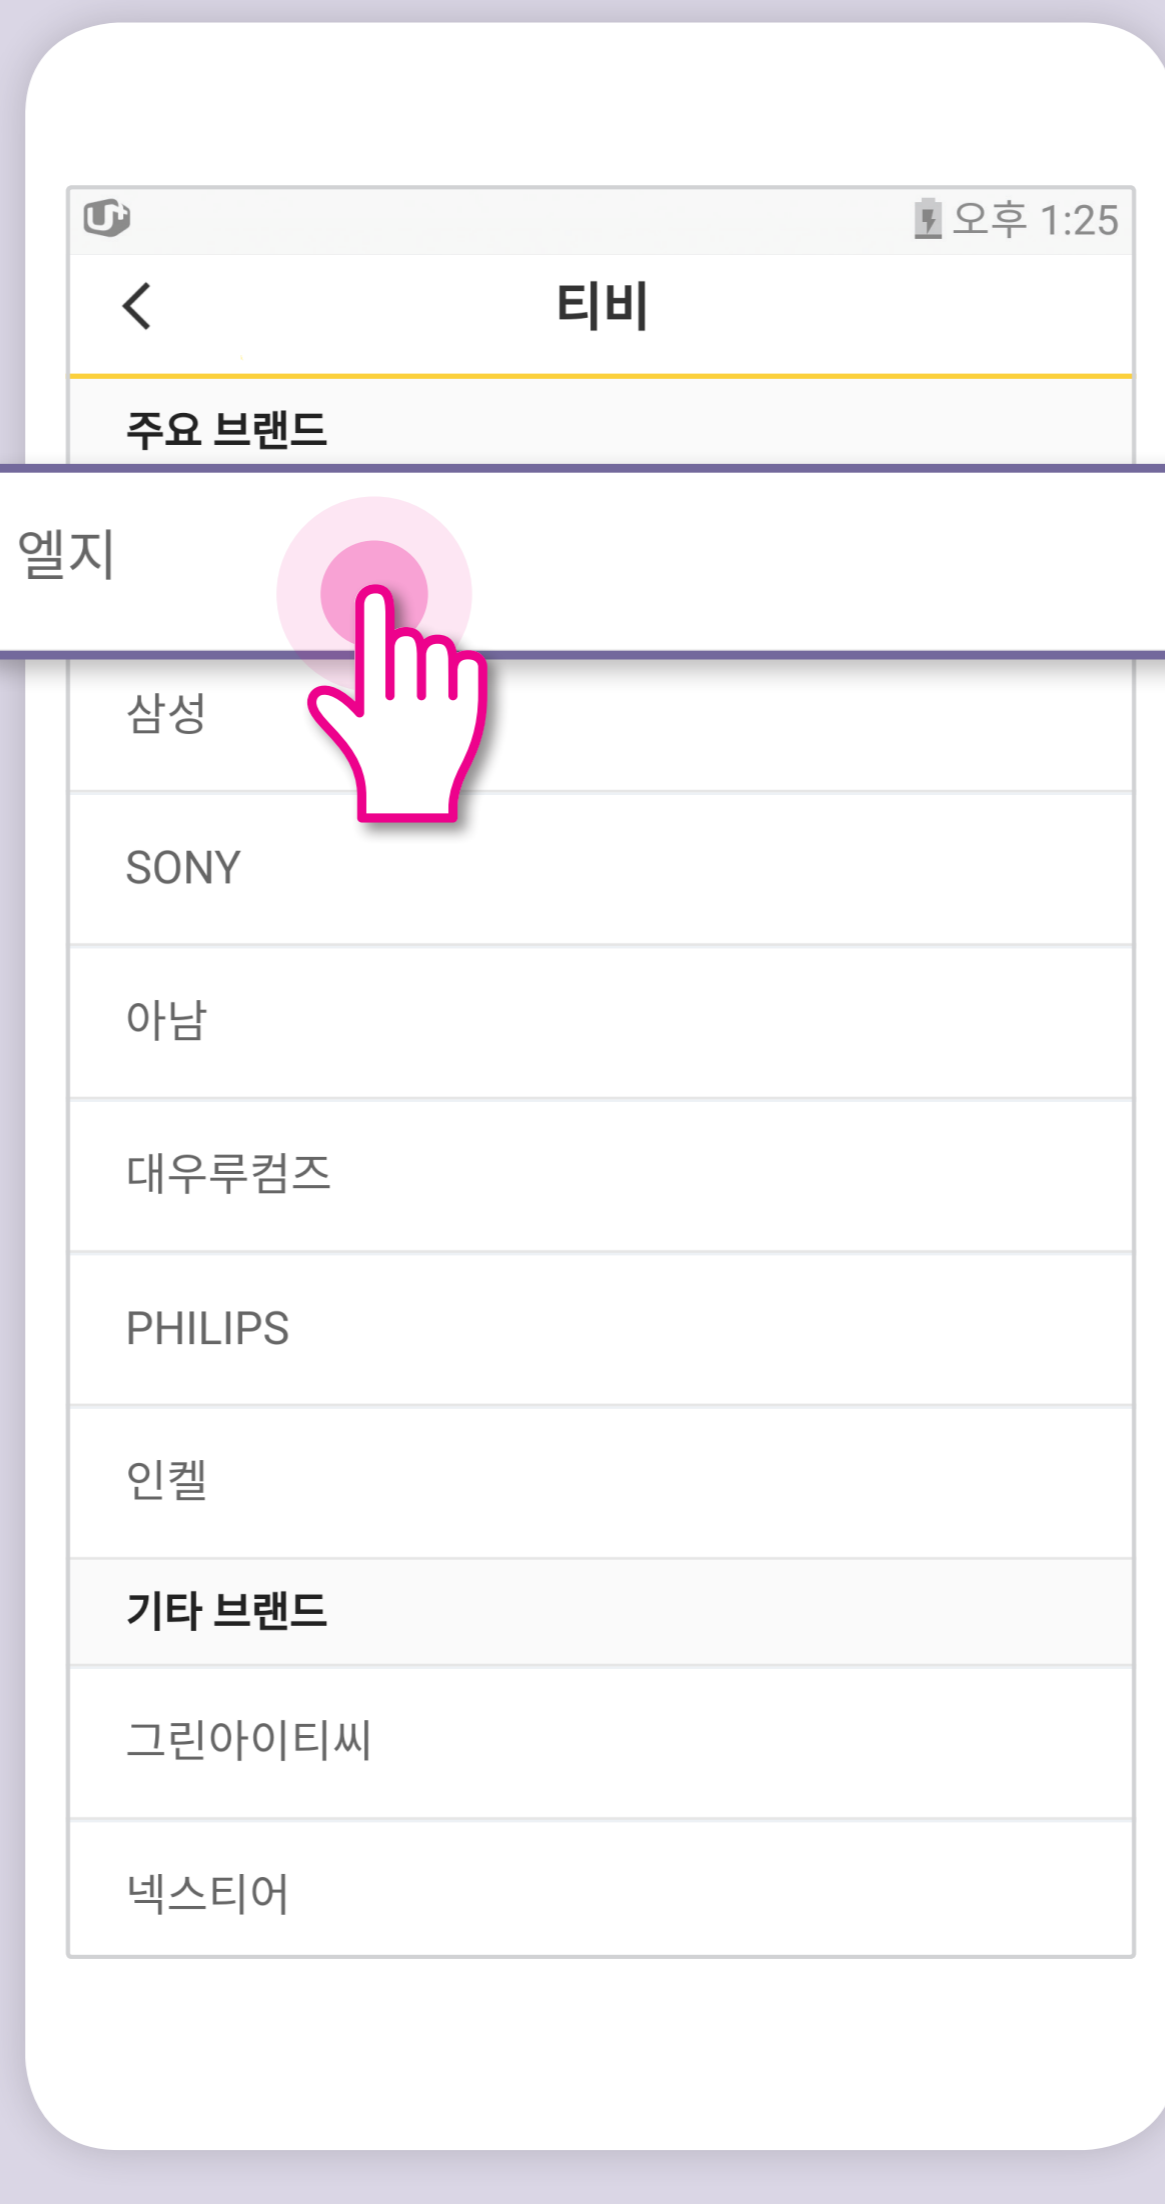 U+
오후 1:25
티비
주요 브랜드
엘지
삼성
SONY
아남
대우루컴즈
PHILIPS
인켈
기타 브랜드
그린아이티씨
넥스티어